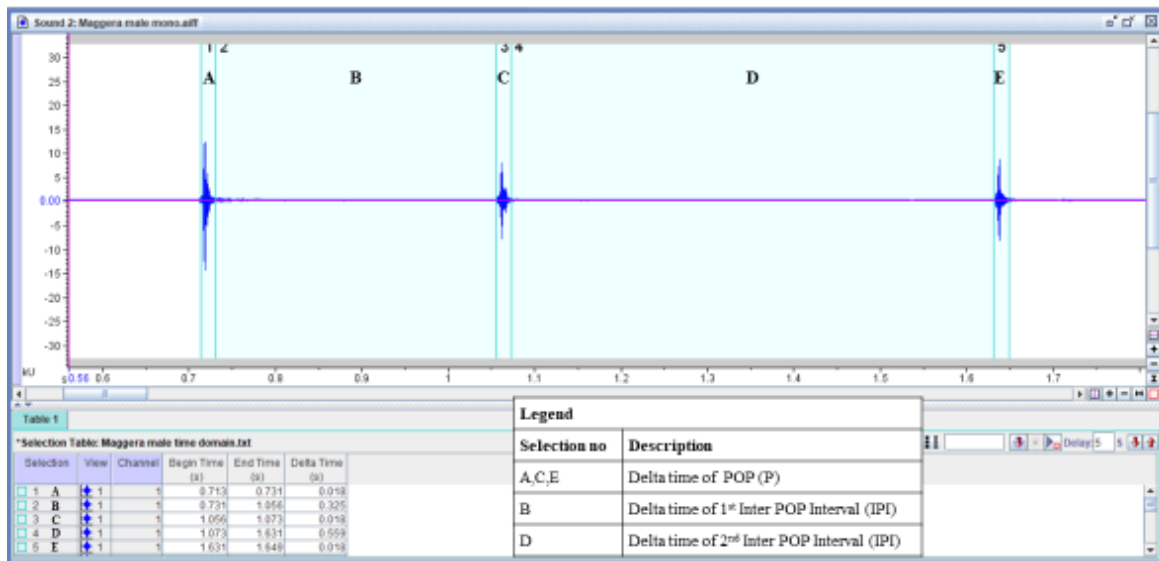 Sound 2: Maggera male mono.aiff
1 2 3 4 5
A B C D E
30
25
20
15
10
5
0.00
-5
-10
-15
-20
-25
-30
kU
s0.56 0.6 0.7 0.8 0.9 1 1.1 1.2 1.3 1.4 1.5 1.6 1.7
Table 1
*Selection Table: Maggera male time domain.txt
Delay: 5 s
Selection View Channel Begin Time (s) End Time (s) Delta Time (s)
1 A 1 1 0.713 0.731 0.018
2 B 1 1 0.731 1.056 0.325
3 C 1 1 1.056 1.073 0.018
4 D 1 1 1.073 1.631 0.559
5 E 1 1 1.631 1.649 0.018
Legend
Selection no Description
A,C,E Delta time of POP (P)
B Delta time of 1st Inter POP Interval (IPI)
D Delta time of 2nd Inter POP Interval (IPI)